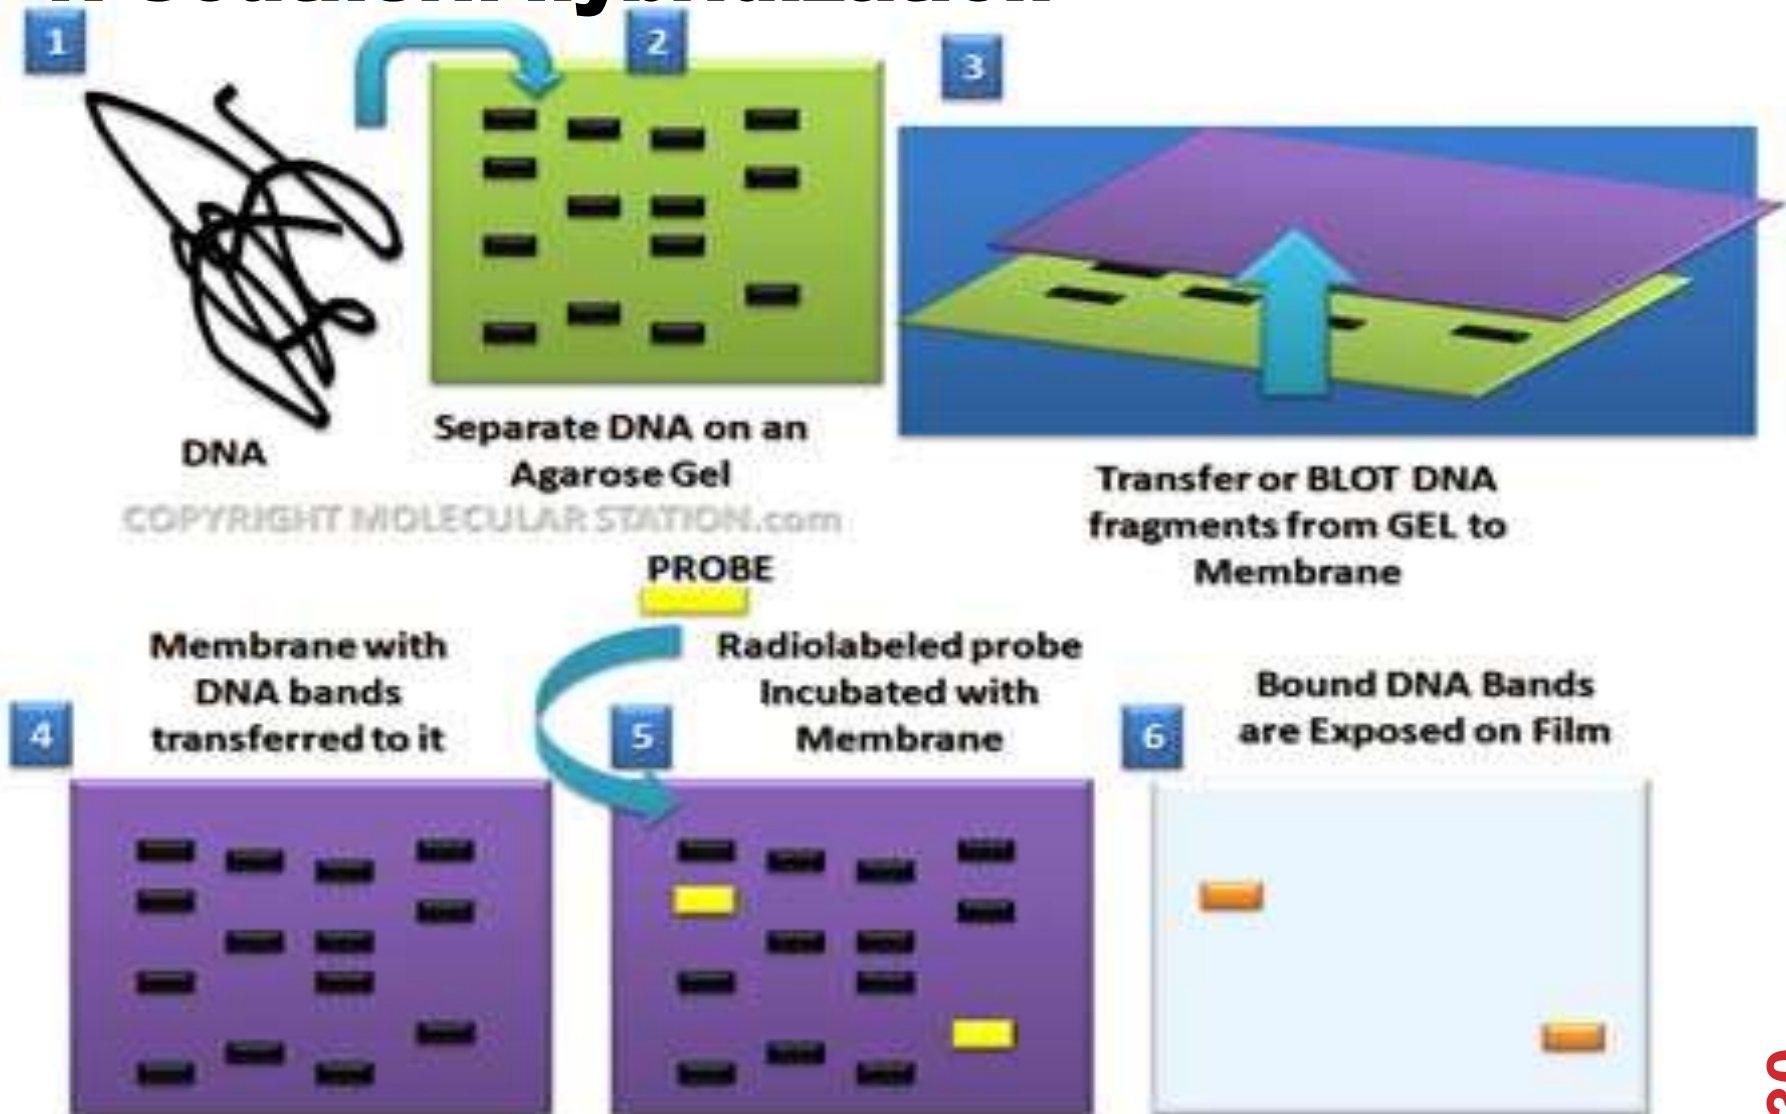 1
2
3
DNA
Separate DNA on an
Agarose Gel
COPYRIGHT MOLECULAR STATION.com
Transfer or BLOT DNA
fragments from GEL to
Membrane
PROBE
4
Membrane with
DNA bands
transferred to it
5
Radiolabeled probe
Incubated with
Membrane
6
Bound DNA Bands
are Exposed on Film